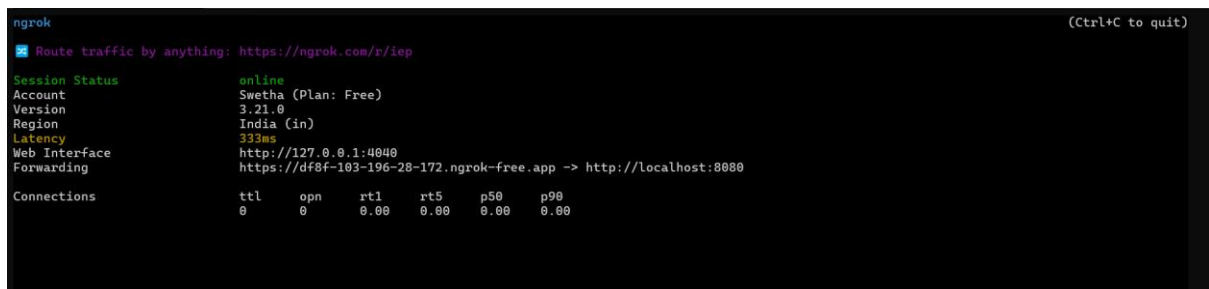 ngrok (Ctrl+C to quit)
Route traffic by anything: https://ngrok.com/r/iep
Session Status online
Account Swetha (Plan: Free)
Version 3.21.0
Region India (in)
Latency 333ms
Web Interface http://127.0.0.1:4040
Forwarding https://df8f-103-196-28-172.ngrok-free.app -> http://localhost:8080
Connections ttl opn rt1 rt5 p50 p90
0 0 0.00 0.00 0.00 0.00